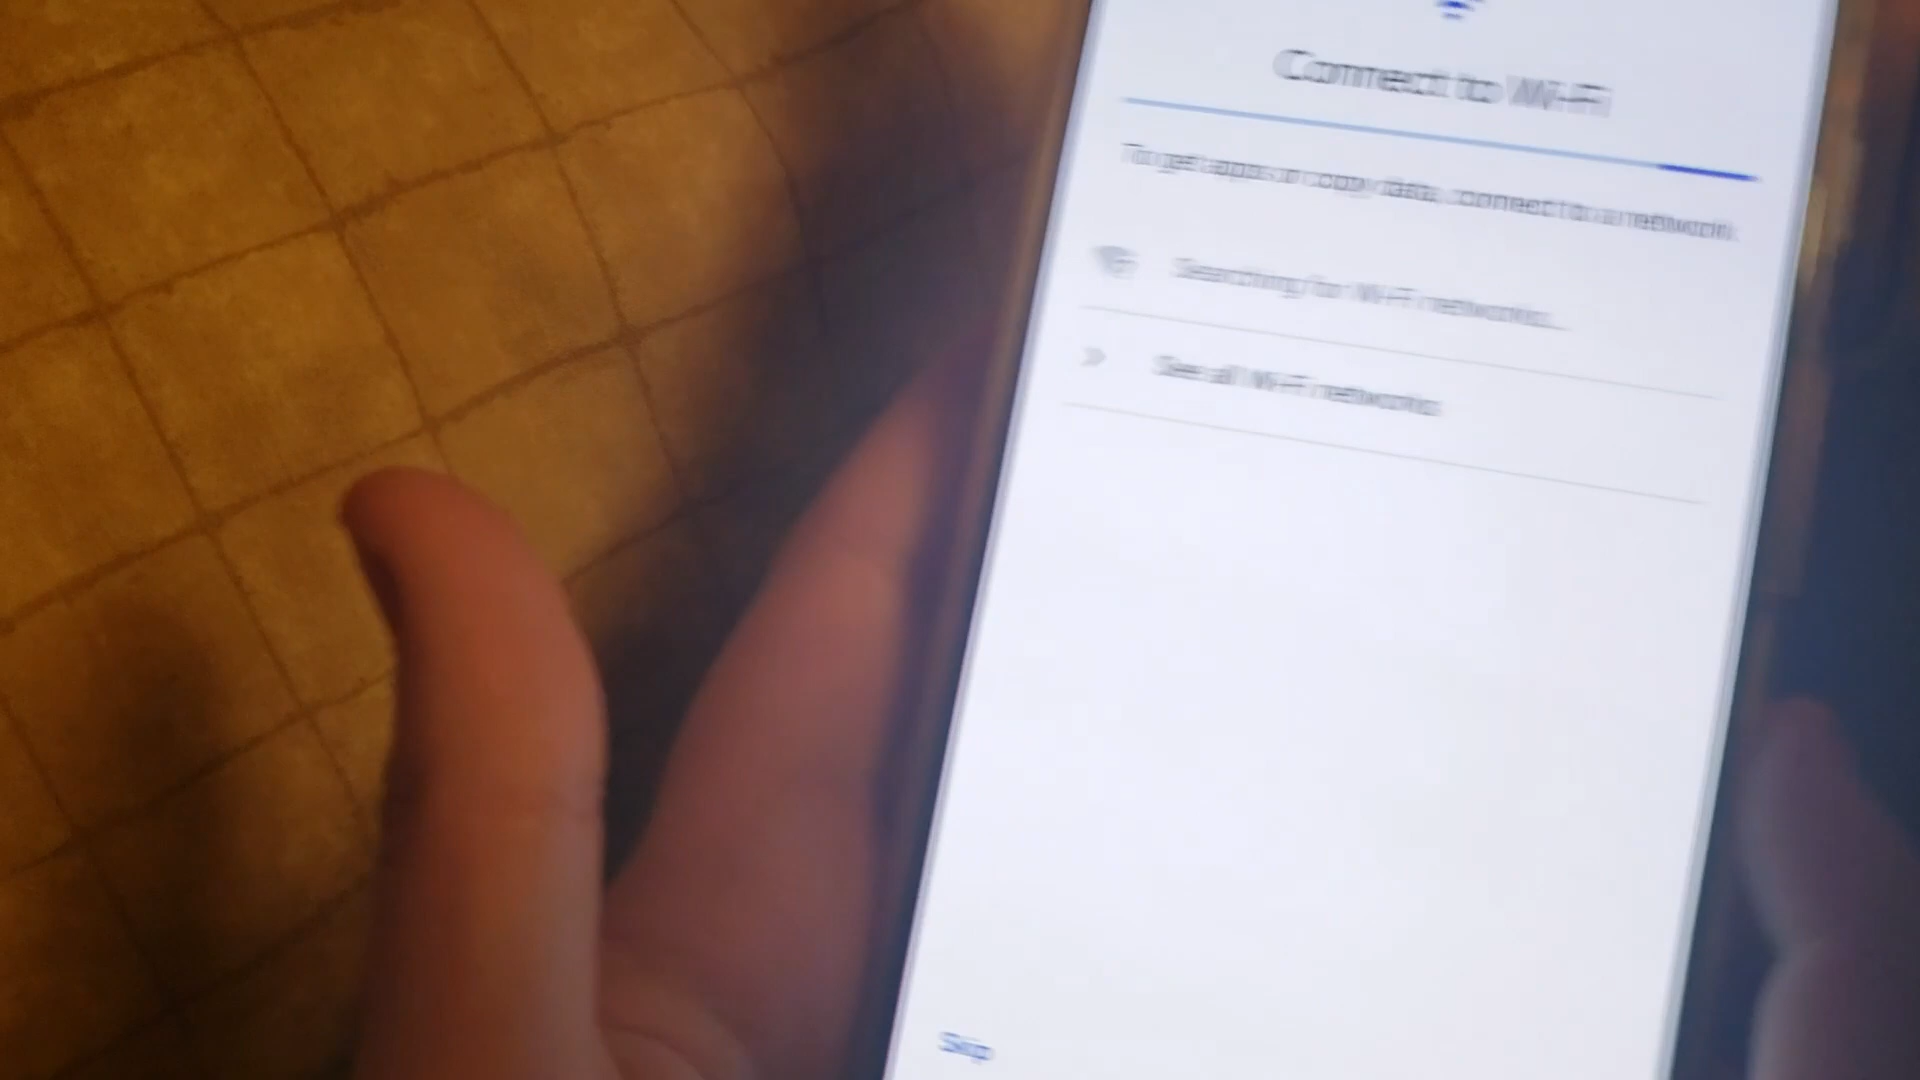 Connect to Wi-Fi
To get apps or copy data, connect to a network.
Searching for Wi-Fi networks...
See all Wi-Fi networks
Skip